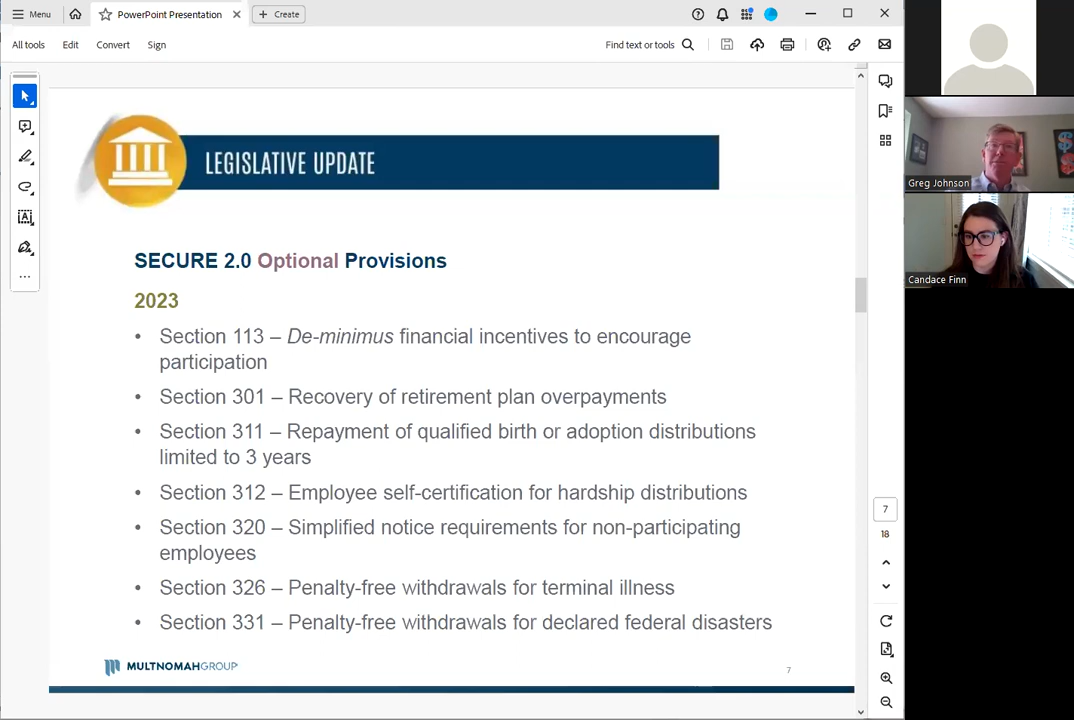 Menu
PowerPoint Presentation
Create
All tools Edit Convert Sign
Find text or tools
LEGISLATIVE UPDATE
SECURE 2.0 Optional Provisions
2023
• Section 113 – De-minimus financial incentives to encourage
participation
• Section 301 – Recovery of retirement plan overpayments
• Section 311 – Repayment of qualified birth or adoption distributions
limited to 3 years
• Section 312 – Employee self-certification for hardship distributions
• Section 320 – Simplified notice requirements for non-participating
employees
• Section 326 – Penalty-free withdrawals for terminal illness
• Section 331 – Penalty-free withdrawals for declared federal disasters
MULTNOMAHGROUP
7
7
18
Greg Johnson
Candace Finn